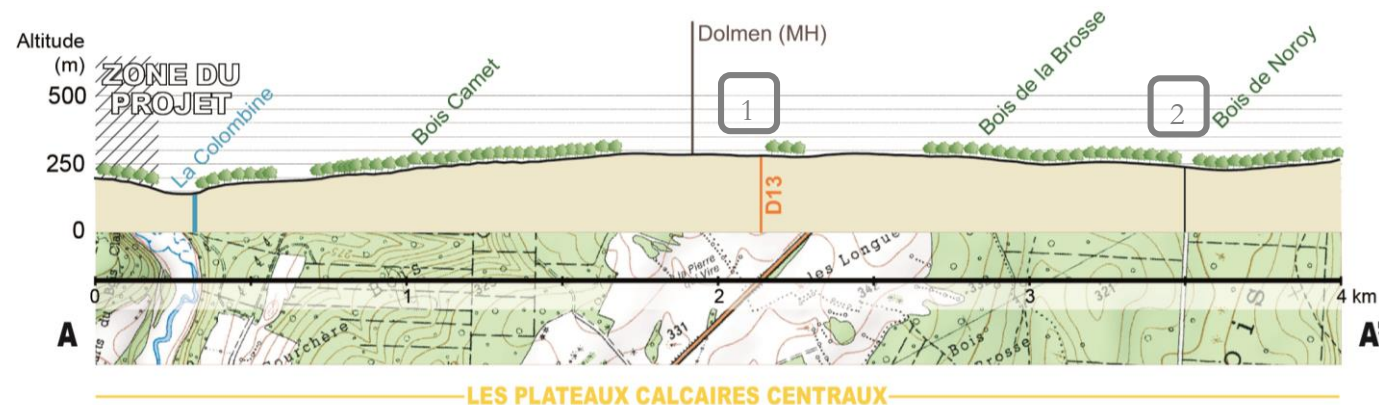 Altitude
(m)
500
250
0
ZONE DU
PROJET
La Colombine
Bois Camet
Dolmen (MH)
1
D13
Bois de la Brosse
2
Bois de Noroy
la Pierre
qui Vire
les Longue
331
321
Bois
0
1
2
3
4 km
A
A'
LES PLATEAUX CALCAIRES CENTRAUX